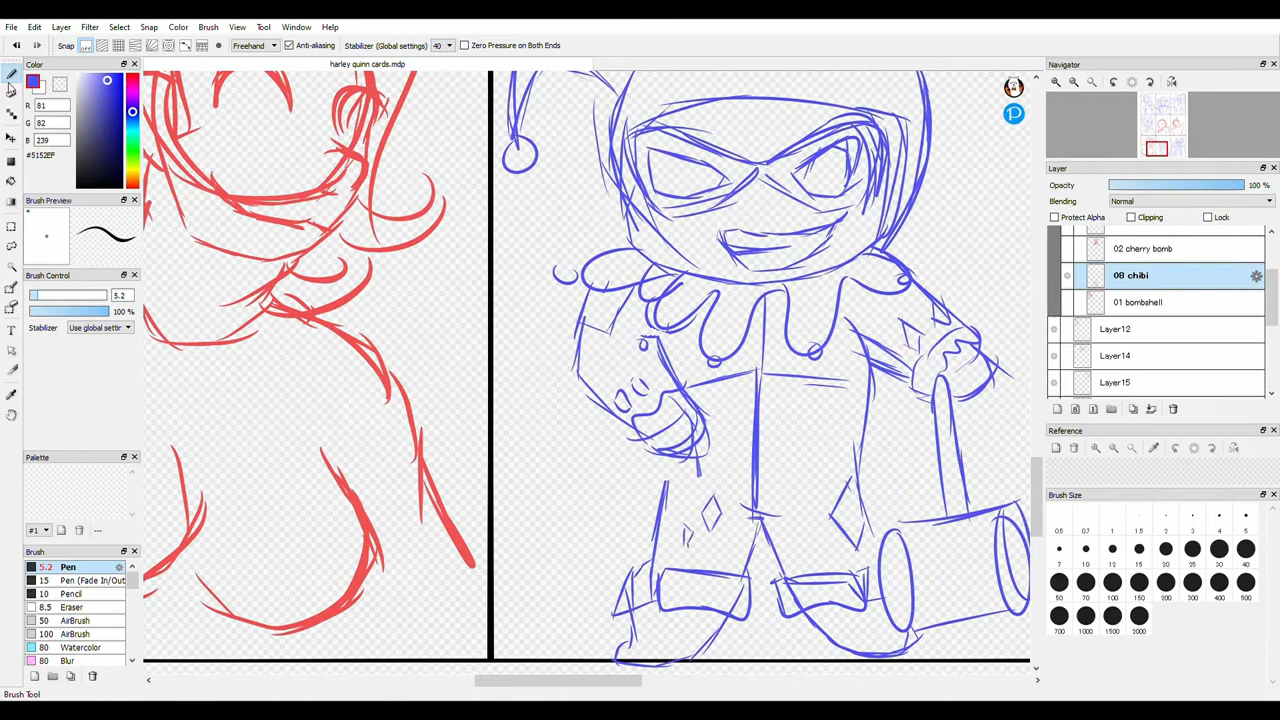 File Edit Layer Filter Select Snap Color Brush View Tool Window Help
Snap Freehand Anti-aliasing Stabilizer (Global settings) 40 Zero Pressure on Both Ends
harley quinn cards.mdp
Color
R 81
G 82
B 239
#5152EF
Brush Preview
Brush Control
5.2
100 %
Stabilizer Use global settir
Palette
#1 ---
Brush
5.2 Pen
15 Pen (Fade In/Out
10 Pencil
8.5 Eraser
50 AirBrush
100 AirBrush
80 Watercolor
80 Blur
Brush Tool
Navigator
Layer
Opacity 100 %
Blending Normal
Protect Alpha Clipping Lock
02 cherry bomb
08 chibi
01 bombshell
Layer12
Layer14
Layer15
Reference
Brush Size
0.5 0.7 1 1.5 2 3 4 5
7 10 12 15 20 25 30 40
50 70 100 150 200 300 400 500
700 1000 1500 2000